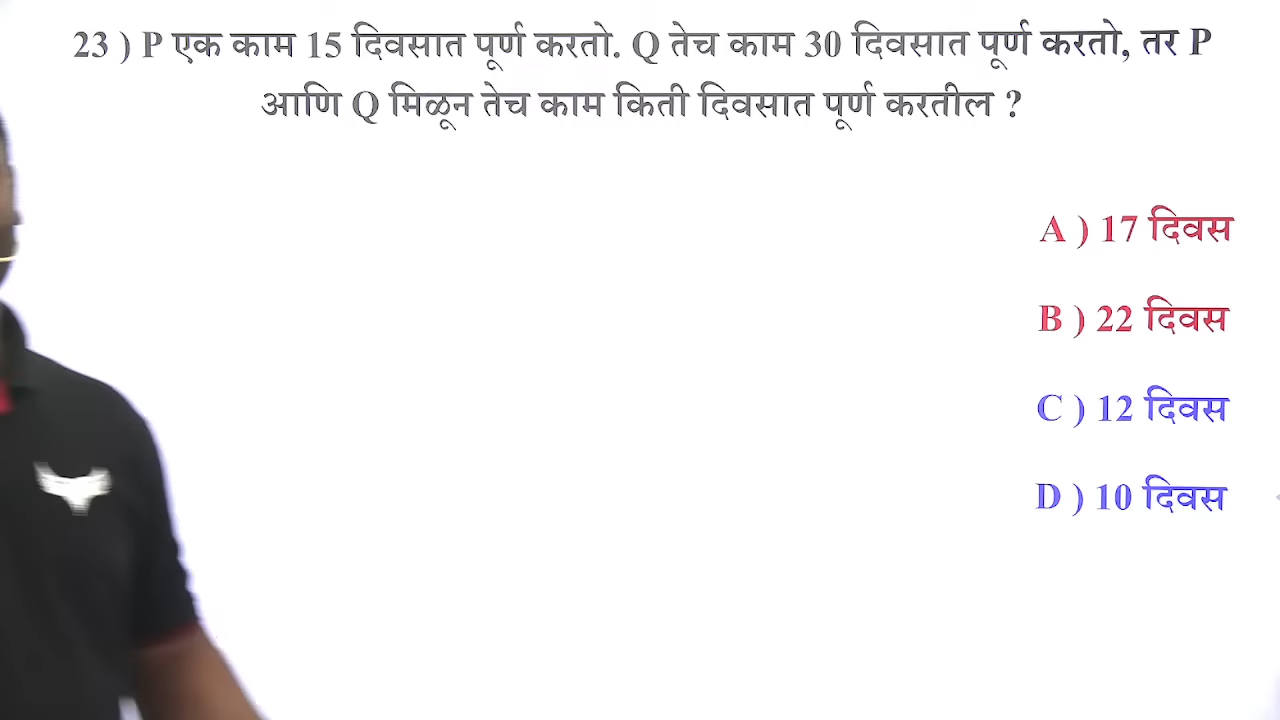 23 ) P एक काम 15 दिवसात पूर्ण करतो. Q तेच काम 30 दिवसात पूर्ण करतो, तर P
आणि Q मिळून तेच काम किती दिवसात पूर्ण करतील ?
A ) 17 दिवस
B ) 22 दिवस
C ) 12 दिवस
D ) 10 दिवस